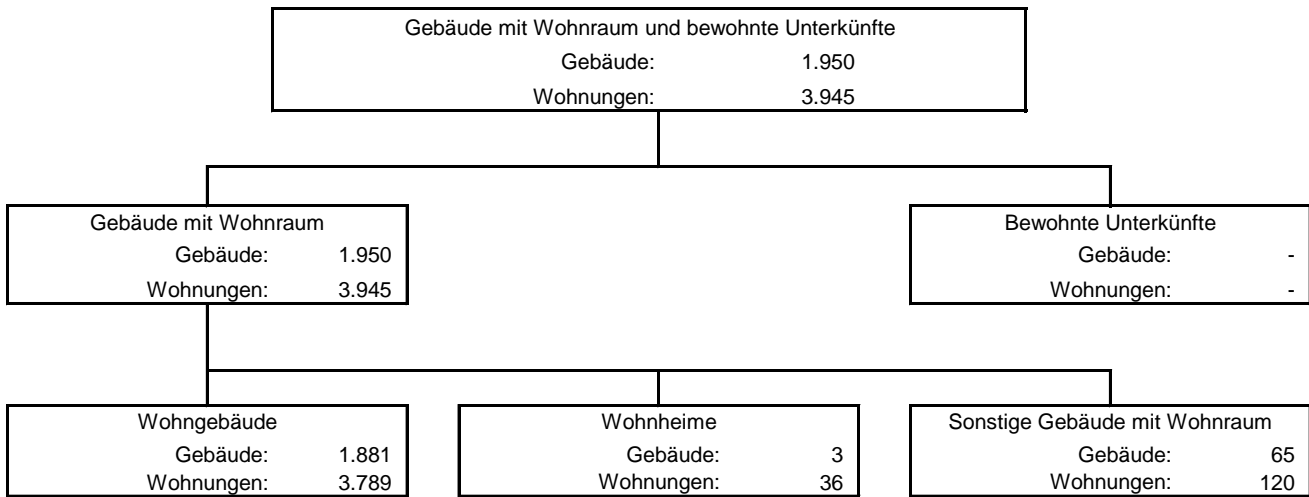 Gebäude mit Wohnraum und bewohnte Unterkünfte
Gebäude: 1.950
Wohnungen: 3.945
Gebäude mit Wohnraum
Gebäude: 1.950
Wohnungen: 3.945
Bewohnte Unterkünfte
Gebäude: -
Wohnungen: -
Wohngebäude
Gebäude: 1.881
Wohnungen: 3.789
Wohnheime
Gebäude: 3
Wohnungen: 36
Sonstige Gebäude mit Wohnraum
Gebäude: 65
Wohnungen: 120